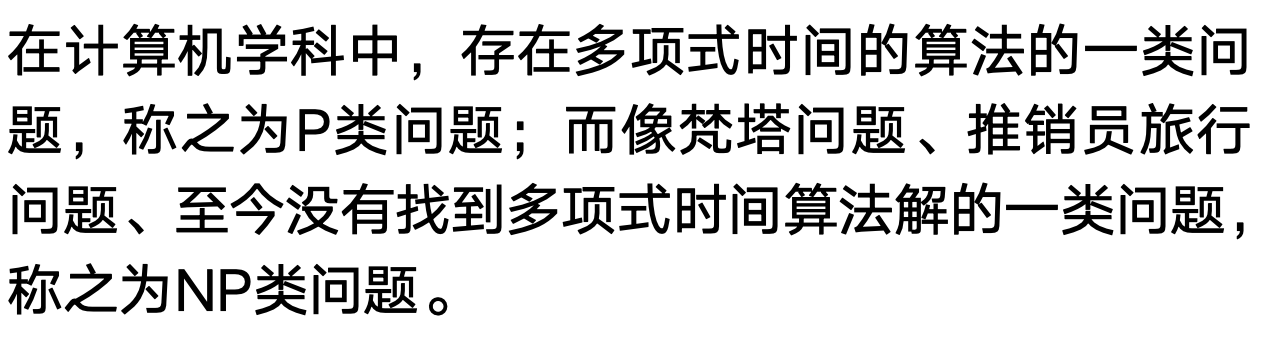 在计算机学科中，存在多项式时间的算法的一类问
题，称之为P类问题；而像梵塔问题、推销员旅行
问题、至今没有找到多项式时间算法解的一类问题，
称之为NP类问题。